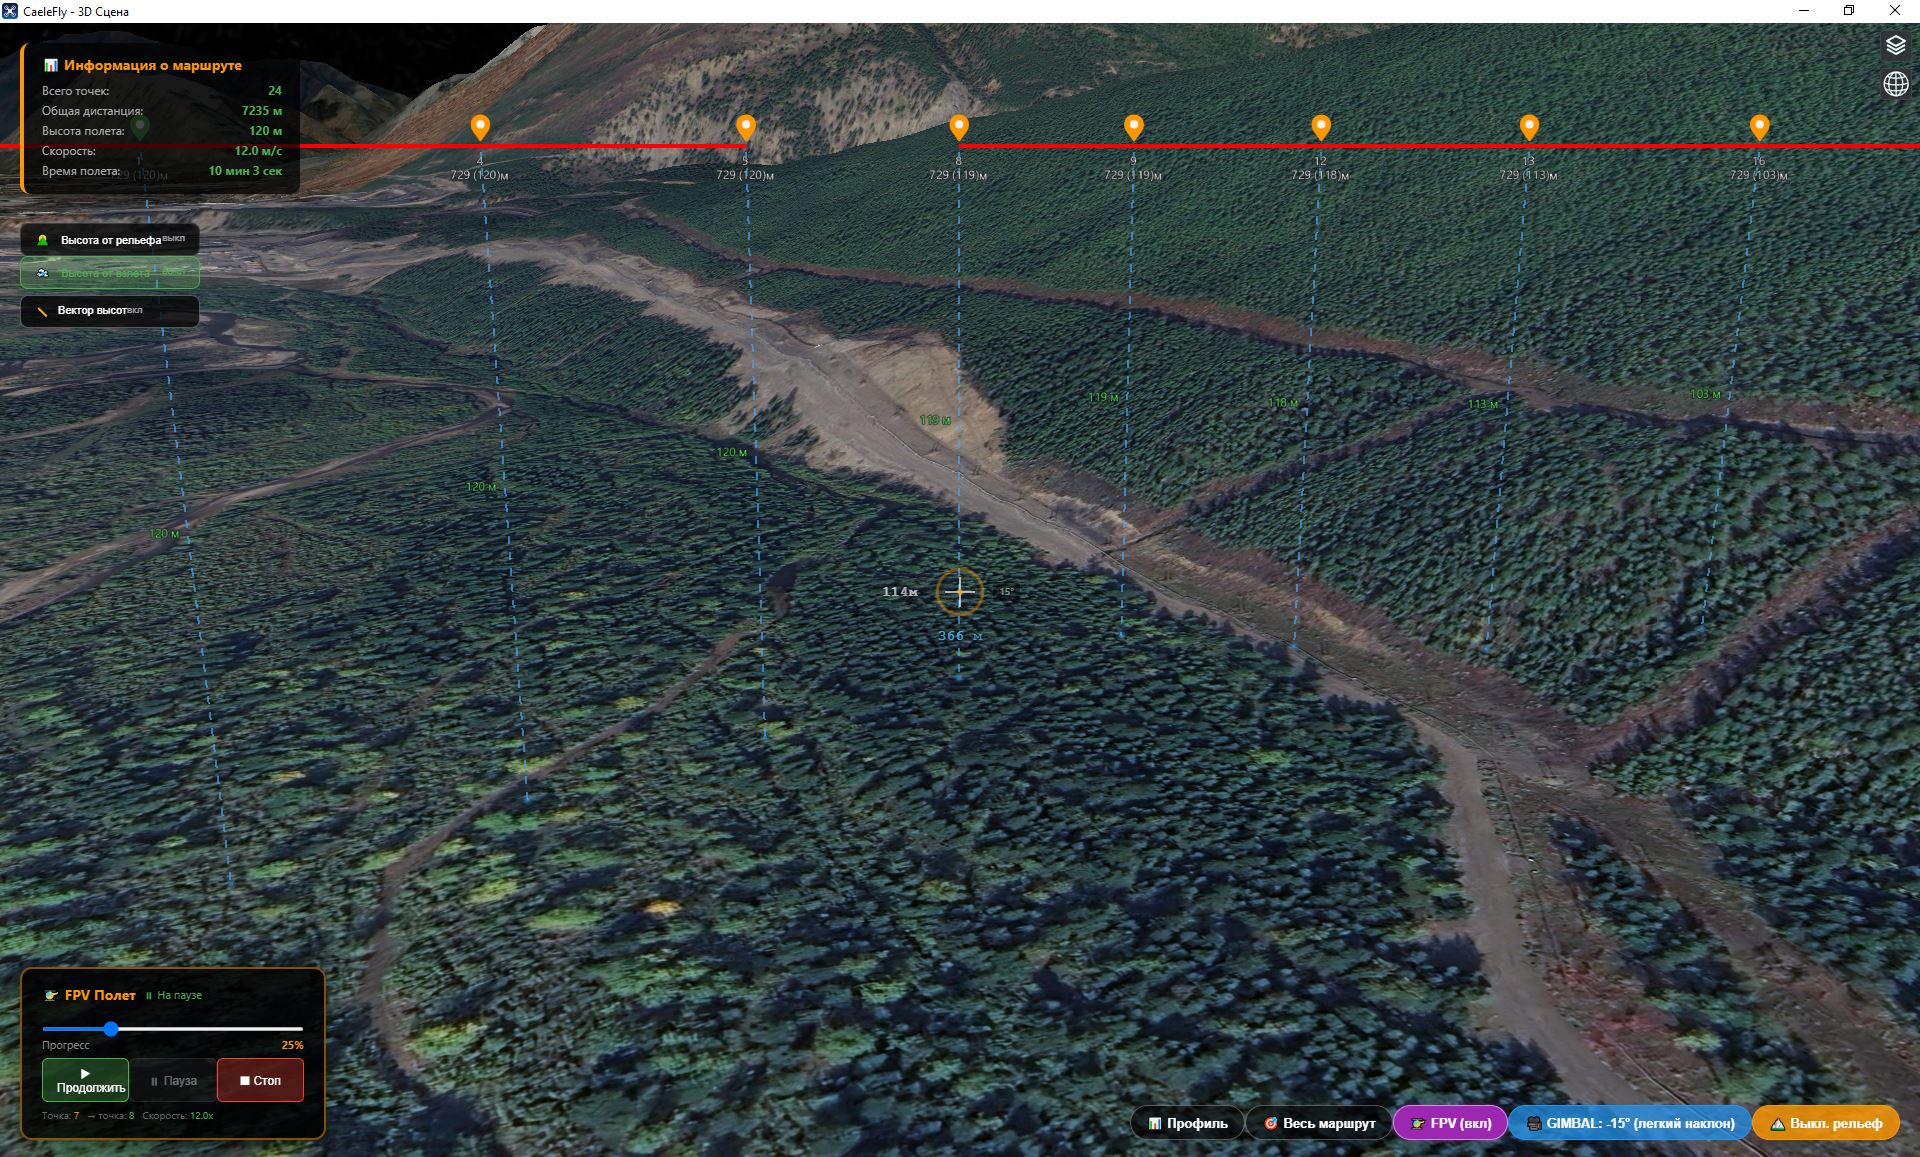 CaeleFly - 3D Сцена
Информация о маршруте
Всего точек: 24
Общая дистанция: 7235 м
Высота полета: 120 м
Скорость: 12.0 м/с
Время полета: 10 мин 3 сек
4
729 (120)м
5
729 (120)м
8
729 (119)м
9
729 (119)м
12
729 (118)м
13
729 (113)м
16
729 (103)м
Высота от рельефа выкл
Высота от взлета
Вектор высот вкл
120 м
120 м
120 м
119 м
119 м
118 м
113 м
103 м
114м
15°
366 м
FPV Полет На паузе
Прогресс 25%
Продолжить
Пауза
Стоп
Точка: 7 → точка: 8 Скорость: 12.0x
Профиль
Весь маршрут
FPV (вкл)
GIMBAL: -15° (легкий наклон)
Выкл. рельеф